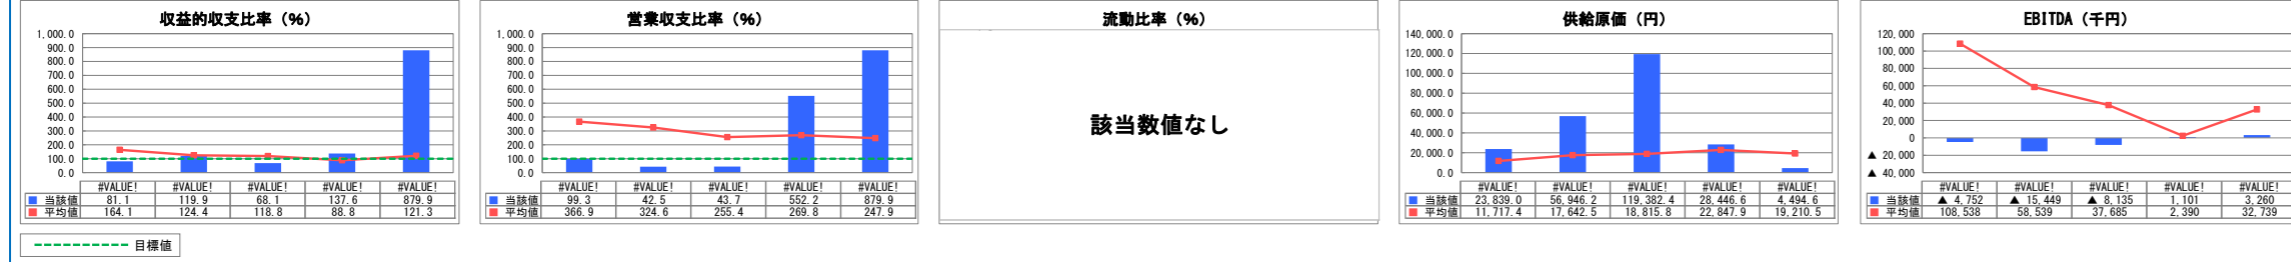 収益的収支比率（％）
1,000.0
900.0
800.0
700.0
600.0
500.0
400.0
300.0
200.0
100.0
0.0
#VALUE! #VALUE! #VALUE! #VALUE! #VALUE!
当該値 81.1 119.9 68.1 137.6 879.9
平均値 164.1 124.4 118.8 88.8 121.3
営業収支比率（％）
1,000.0
900.0
800.0
700.0
600.0
500.0
400.0
300.0
200.0
100.0
0.0
#VALUE! #VALUE! #VALUE! #VALUE! #VALUE!
当該値 99.3 42.5 43.7 552.2 879.9
平均値 366.9 324.6 255.4 269.8 247.9
流動比率（％）
該当数値なし
供給原価（円）
140,000.0
120,000.0
100,000.0
80,000.0
60,000.0
40,000.0
20,000.0
0.0
#VALUE! #VALUE! #VALUE! #VALUE! #VALUE!
当該値 23,839.0 56,946.2 119,382.4 28,446.6 4,494.6
平均値 11,717.4 17,642.5 18,815.8 22,847.9 19,210.5
EBITDA（千円）
120,000
100,000
80,000
60,000
40,000
20,000
0
▲ 20,000
▲ 40,000
#VALUE! #VALUE! #VALUE! #VALUE! #VALUE!
当該値 ▲ 4,752 ▲ 15,449 ▲ 8,135 1,101 3,260
平均値 108,538 58,539 37,685 2,390 32,739
目標値